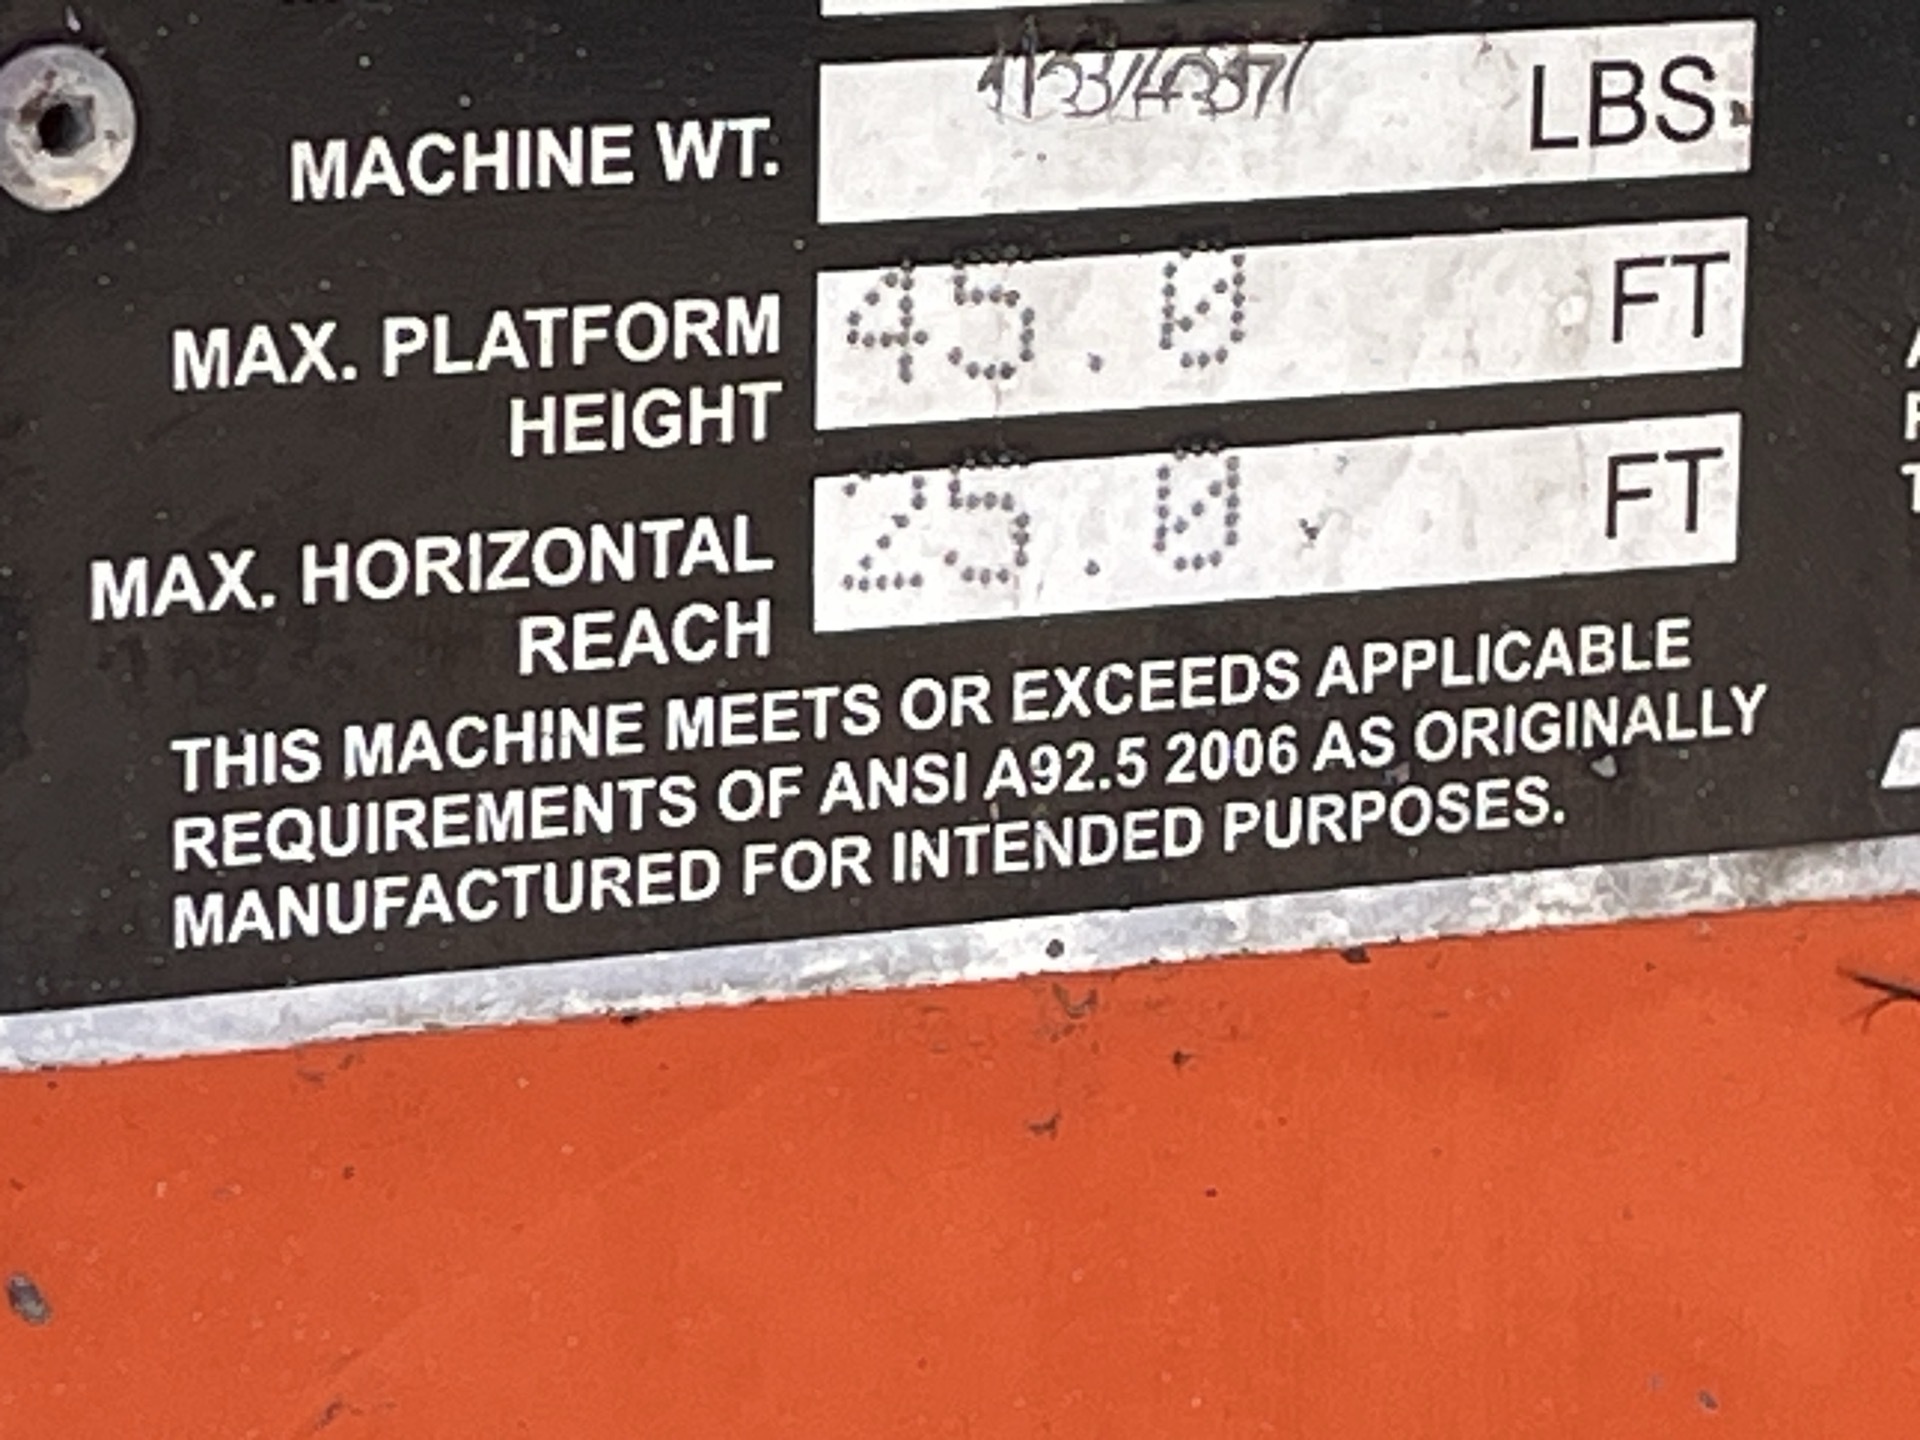 MACHINE WT. LBS
MAX. PLATFORM HEIGHT 45.0 FT
MAX. HORIZONTAL REACH 25.0 FT
THIS MACHINE MEETS OR EXCEEDS APPLICABLE
REQUIREMENTS OF ANSI A92.5 2006 AS ORIGINALLY
MANUFACTURED FOR INTENDED PURPOSES.